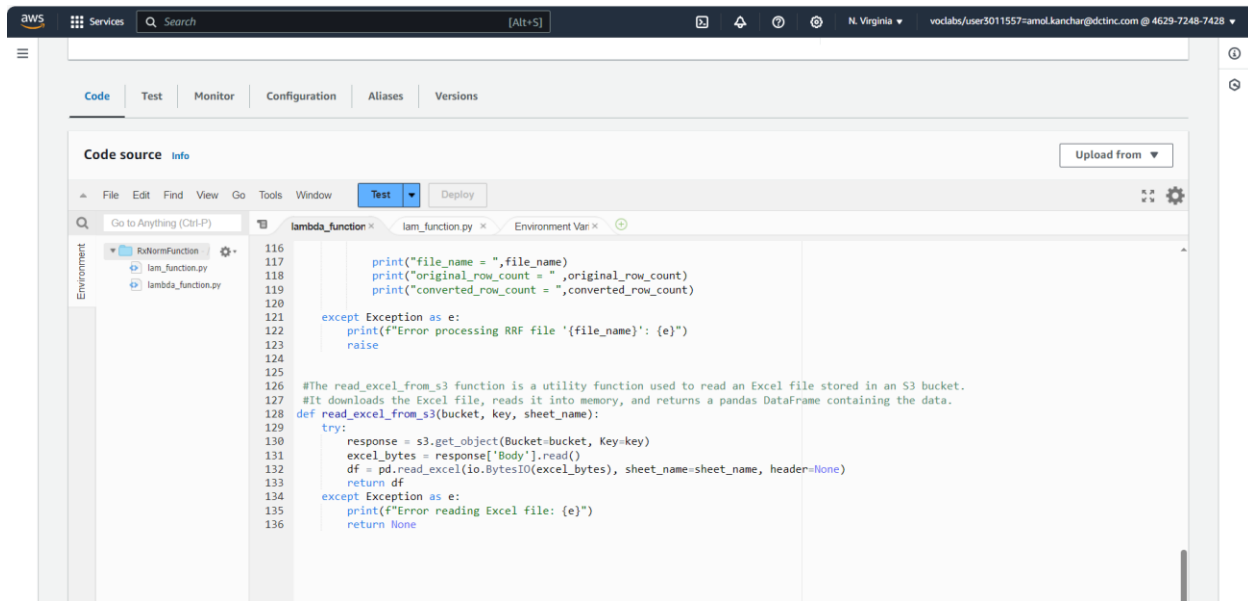 aws Services Search [Alt+S] N. Virginia ▼ voclabs/user3011557=amol.kanchar@dctinc.com @ 4629-7248-7428 ▼
Code Test Monitor Configuration Aliases Versions
Code source Info Upload from ▼
File Edit Find View Go Tools Window Test Deploy
Go to Anything (Ctrl-P) lambda_function × lam_function.py × Environment Var ×
Environment
RxNormFunction
lam_function.py
lambda_function.py
116
117 print("file_name = ",file_name)
118 print("original_row_count = " ,original_row_count)
119 print("converted_row_count = ",converted_row_count)
120
121 except Exception as e:
122 print(f"Error processing RRF file '{file_name}': {e}")
123 raise
124
125
126 #The read_excel_from_s3 function is a utility function used to read an Excel file stored in an S3 bucket.
127 #It downloads the Excel file, reads it into memory, and returns a pandas DataFrame containing the data.
128 def read_excel_from_s3(bucket, key, sheet_name):
129 try:
130 response = s3.get_object(Bucket=bucket, Key=key)
131 excel_bytes = response['Body'].read()
132 df = pd.read_excel(io.BytesIO(excel_bytes), sheet_name=sheet_name, header=None)
133 return df
134 except Exception as e:
135 print(f"Error reading Excel file: {e}")
136 return None